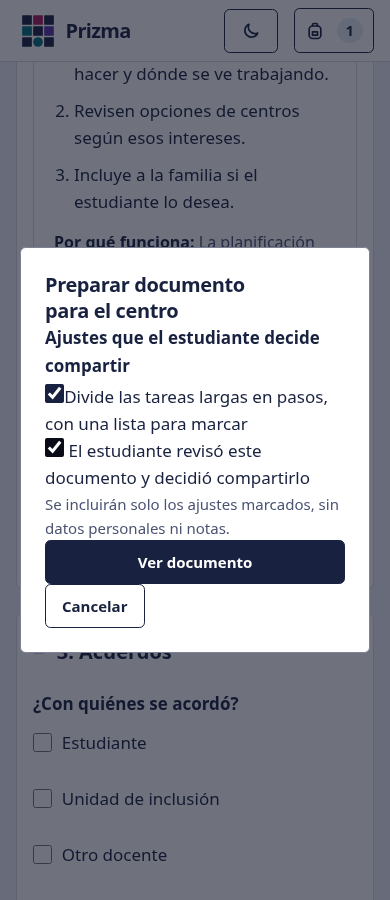 Prizma
1
hacer y dónde se ve trabajando.
2. Revisen opciones de centros
según esos intereses.
3. Incluye a la familia si el
estudiante lo desea.
Por qué funciona: La planificación
Preparar documento
para el centro
Ajustes que el estudiante decide
compartir
Divide las tareas largas en pasos,
con una lista para marcar
El estudiante revisó este
documento y decidió compartirlo
Se incluirán solo los ajustes marcados, sin
datos personales ni notas.
Ver documento
Cancelar
5. Acuerdos
¿Con quiénes se acordó?
Estudiante
Unidad de inclusión
Otro docente